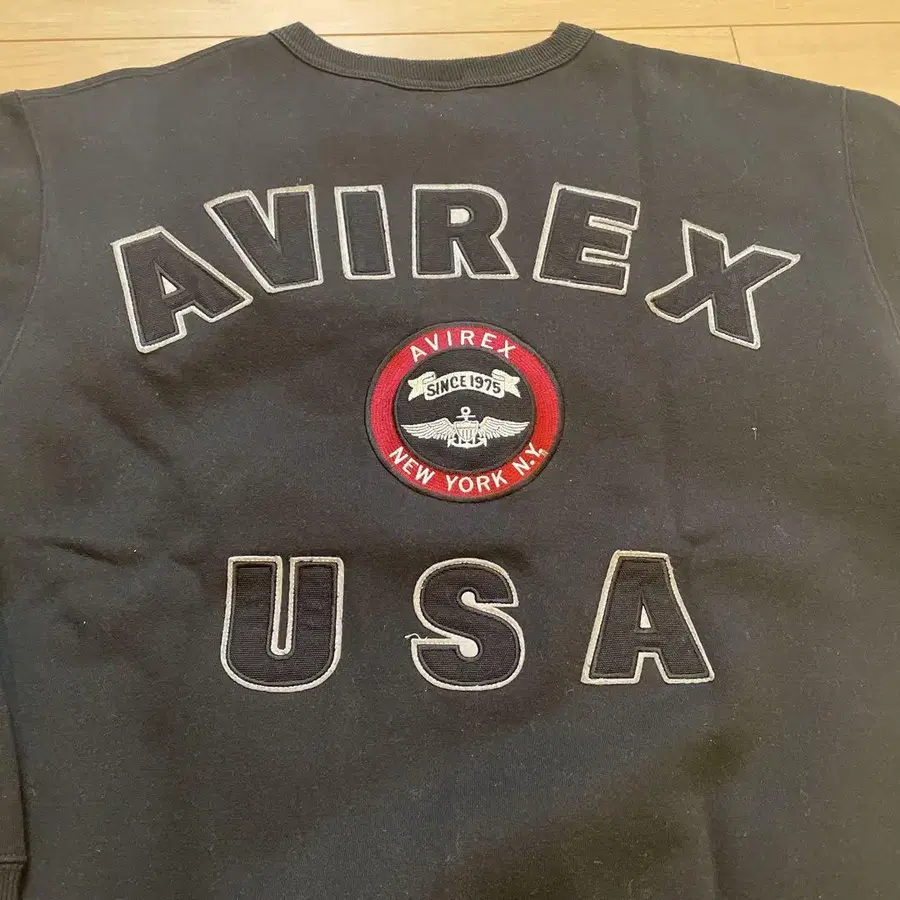 AVIREX
AVIREX
SINCE 1975
NEW YORK N.Y.
USA